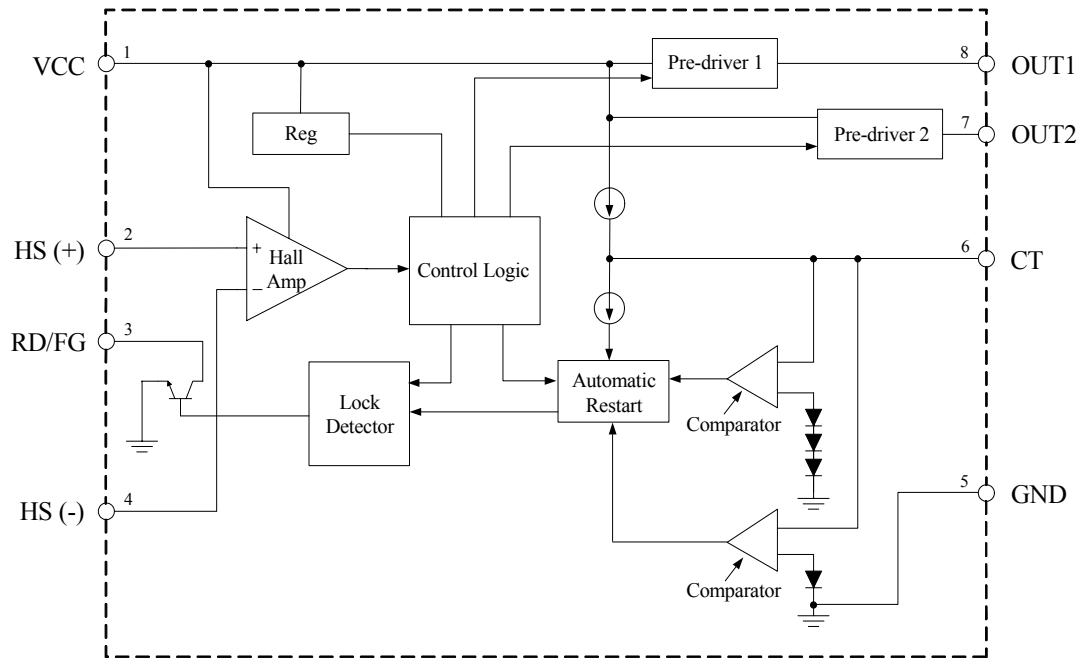 VCC
1
Pre-driver 1
8
OUT1
Reg
Pre-driver 2
7
OUT2
HS (+)
2
+
Hall
Amp
−
Control Logic
6
CT
RD/FG
3
Lock
Detector
Automatic
Restart
Comparator
HS (-)
4
5
GND
Comparator